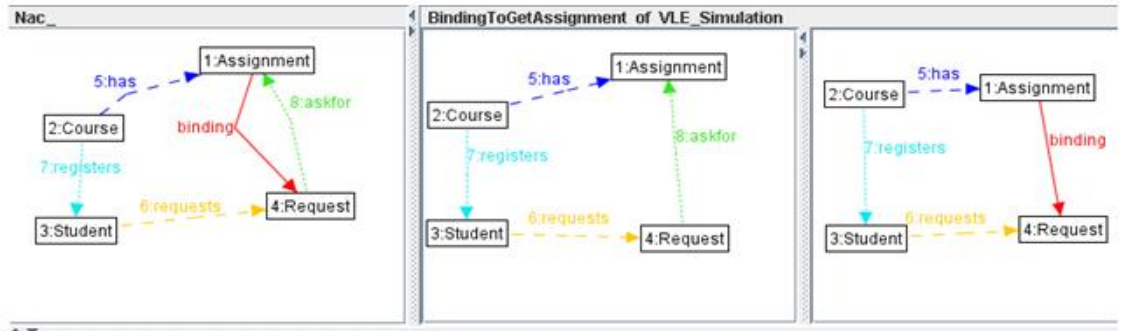 Nac_
1:Assignment
5:has
8:askfor
2:Course
binding
7:registers
6:requests
4:Request
3:Student
BindingToGetAssignment of VLE_Simulation
1:Assignment
5:has
2:Course
8:askfor
7:registers
6:requests
3:Student
4:Request
5:has
1:Assignment
2:Course
binding
7:registers
6:requests
4:Request
3:Student